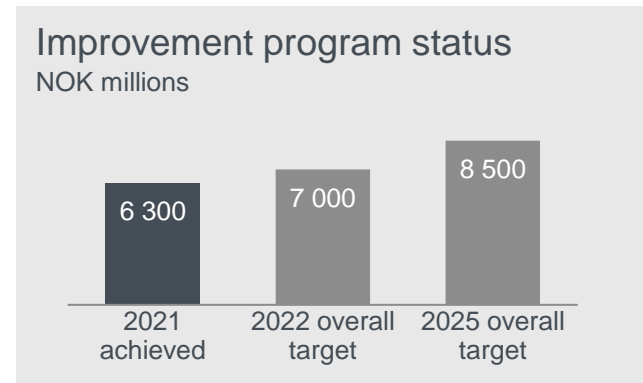 Improvement program status
NOK millions
6 300
7 000
8 500
2021
achieved
2022 overall
target
2025 overall
target